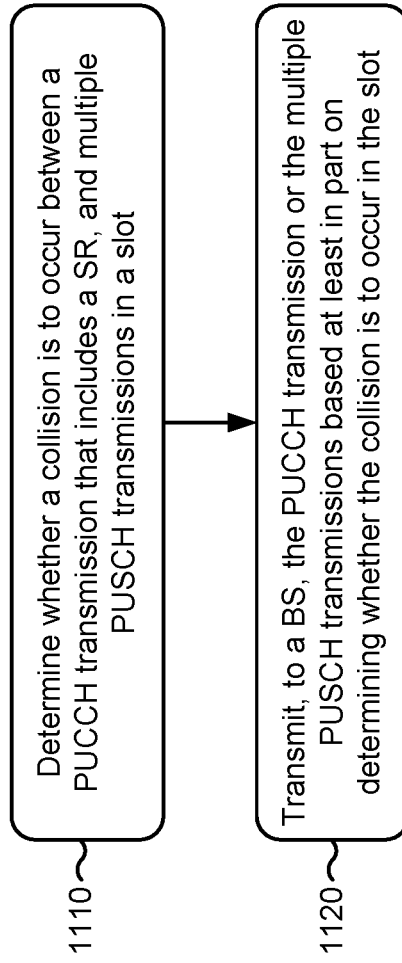 1110
Determine whether a collision is to occur between a
PUCCH transmission that includes a SR, and multiple
PUSCH transmissions in a slot
1120
Transmit, to a BS, the PUCCH transmission or the multiple
PUSCH transmissions based at least in part on
determining whether the collision is to occur in the slot